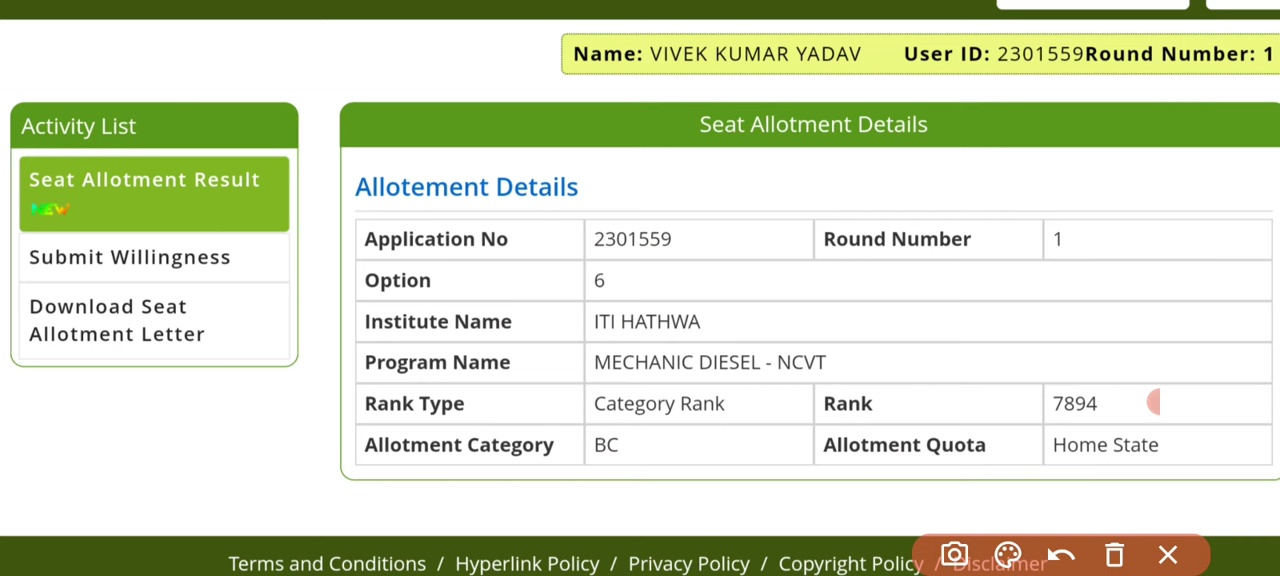 Name: VIVEK KUMAR YADAV User ID: 2301559Round Number: 1
Activity List
Seat Allotment Result
NEW
Submit Willingness
Download Seat
Allotment Letter
Seat Allotment Details
Allotement Details
Application No 2301559 Round Number 1
Option 6
Institute Name ITI HATHWA
Program Name MECHANIC DIESEL - NCVT
Rank Type Category Rank Rank 7894
Allotment Category BC Allotment Quota Home State
Terms and Conditions / Hyperlink Policy / Privacy Policy / Copyright Policy / Disclaimer